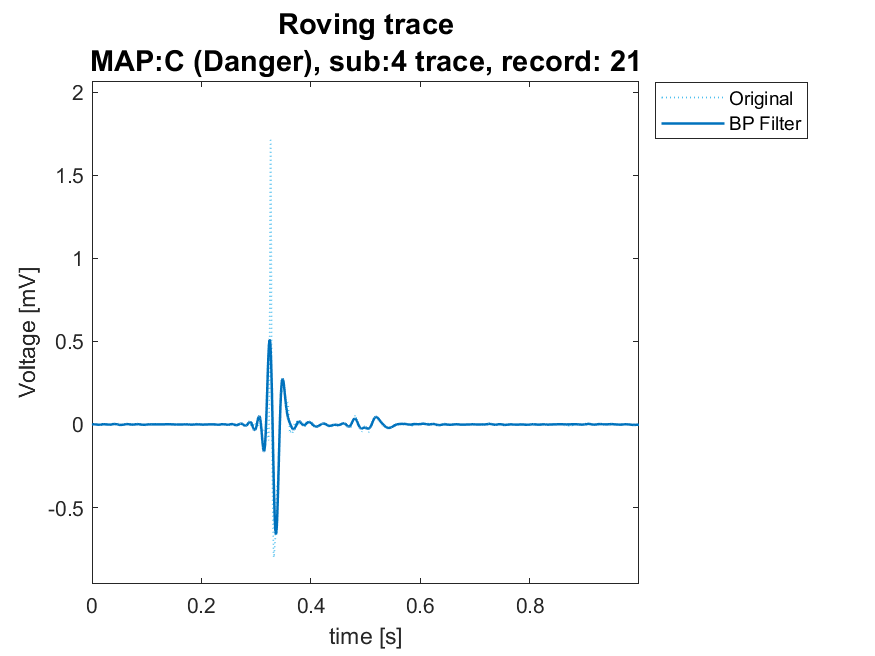 Roving trace
MAP:C (Danger), sub:4 trace, record: 21
Original
BP Filter
2
1.5
1
0.5
0
-0.5
Voltage [mV]
0
0.2
0.4
0.6
0.8
time [s]